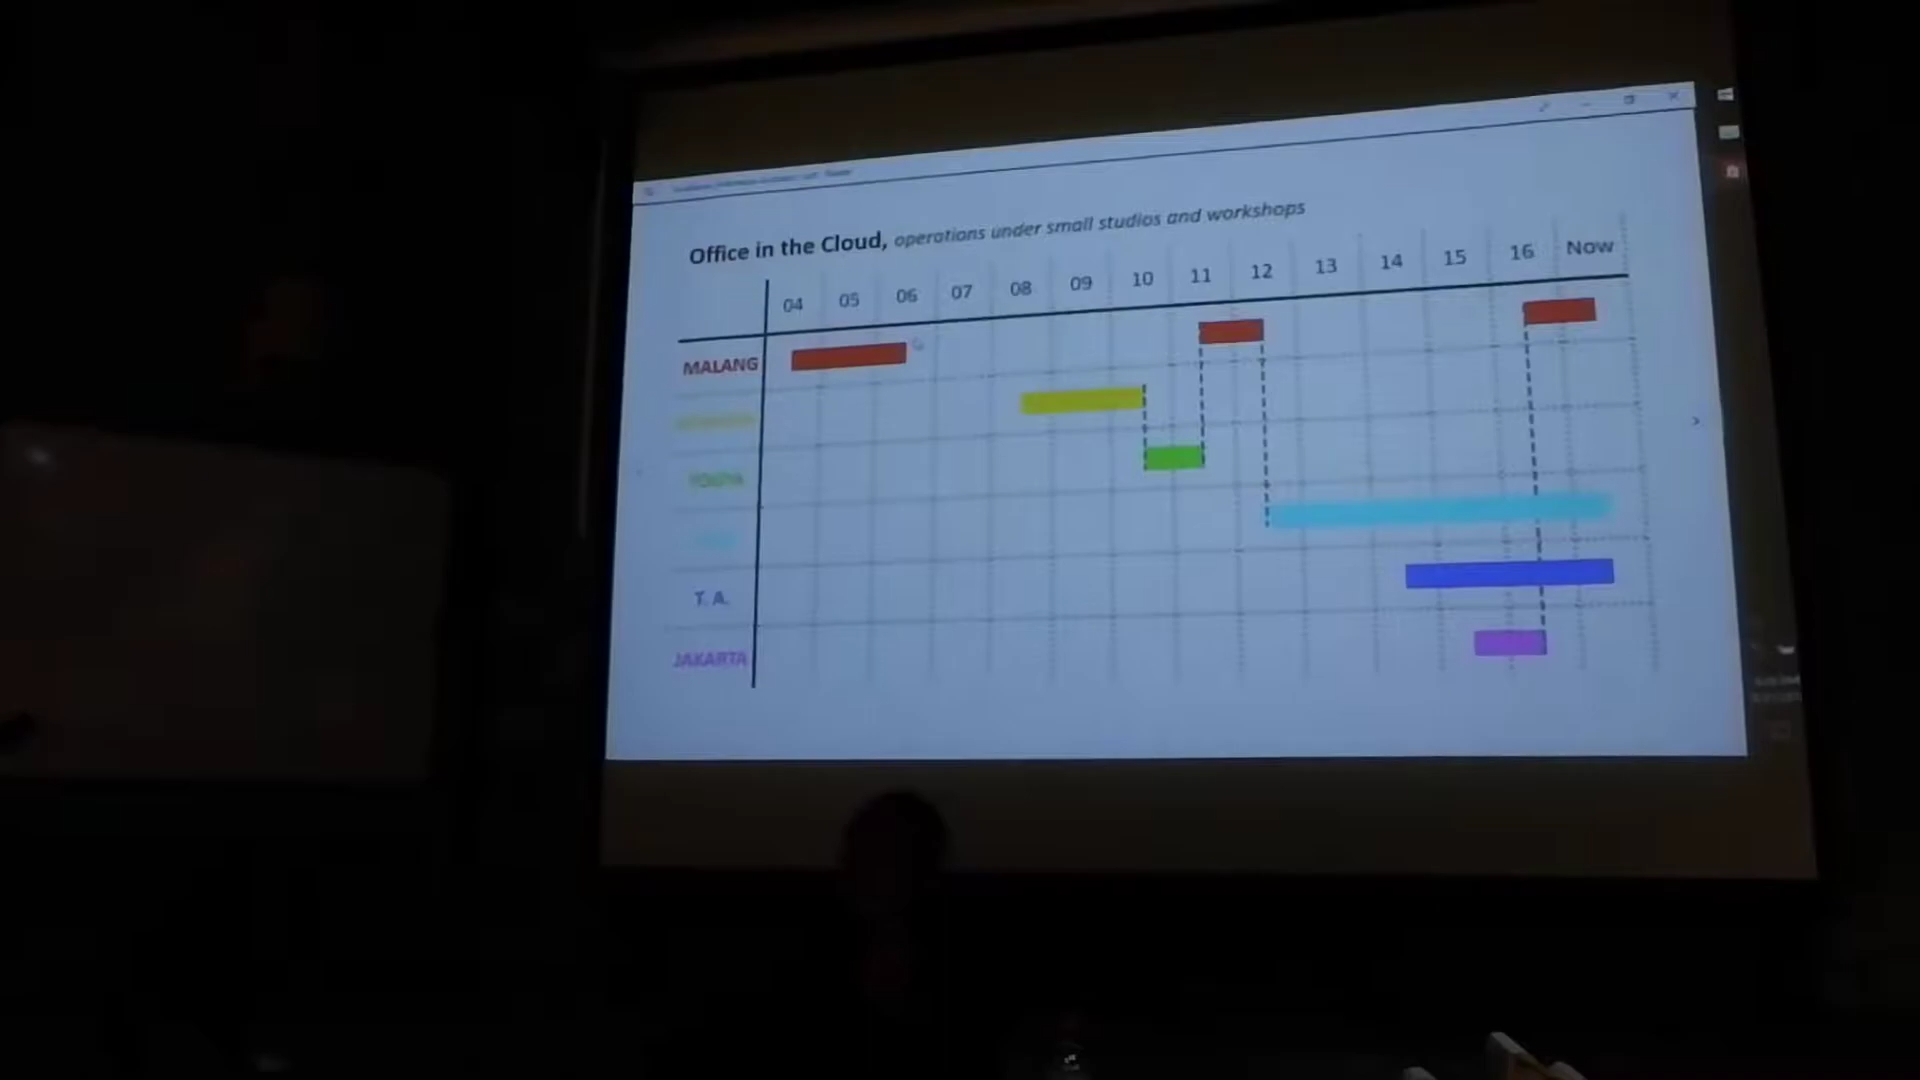 Office in the Cloud, operations under small studios and workshops
04 05 06 07 08 09 10 11 12 13 14 15 16 Now
MALANG
YOGYA
T. A.
JAKARTA